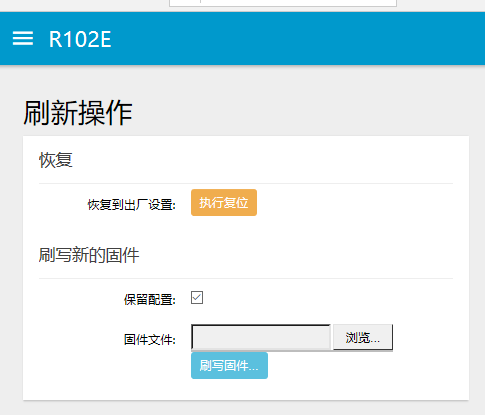 R102E
刷新操作
恢复
恢复到出厂设置: 执行复位
刷写新的固件
保留配置:
固件文件: 浏览...
刷写固件...